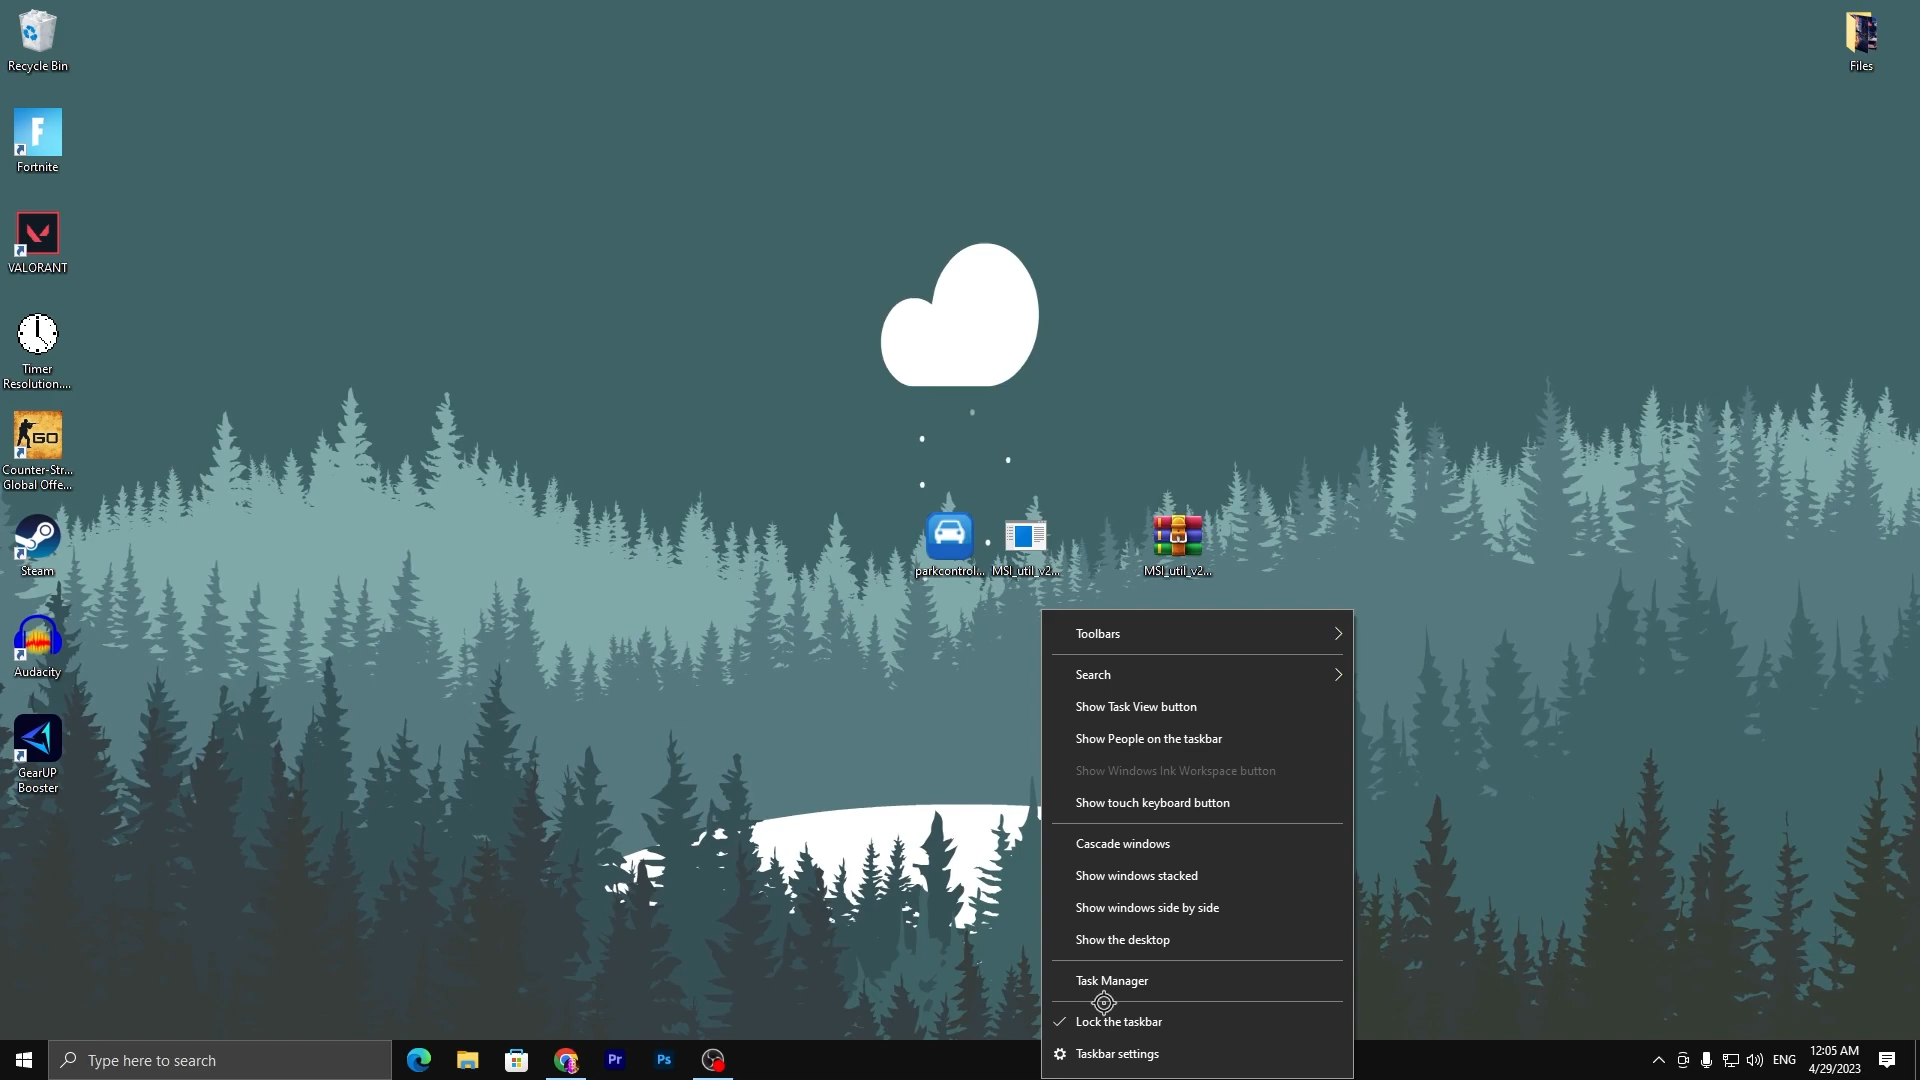 Recycle Bin
Files
Fortnite
VALORANT
Timer
Resolution....
GO
Counter-Str...
Global Offe...
Steam
parkcontrol...
MSI_util_v2...
MSI_util_v2...
Audacity
GearUP
Booster
Toolbars
Search
Show Task View button
Show People on the taskbar
Show Windows Ink Workspace button
Show touch keyboard button
Cascade windows
Show windows stacked
Show windows side by side
Show the desktop
Task Manager
Lock the taskbar
Taskbar settings
Type here to search
Pr
Ps
ENG
12:05 AM
4/29/2023